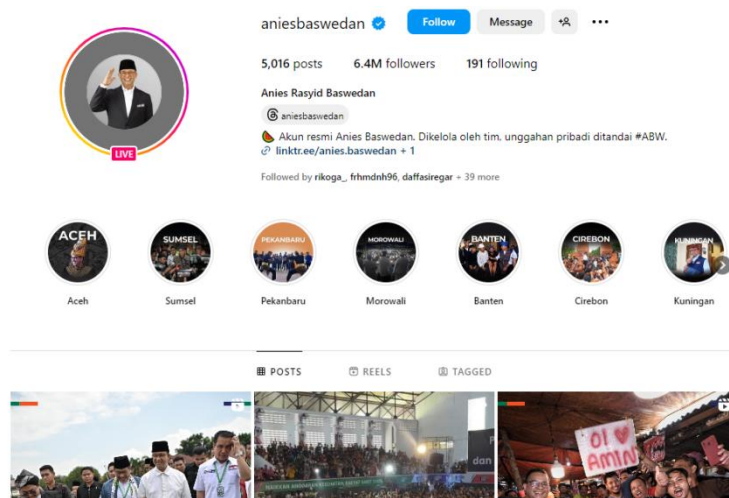 aniesbaswedan Follow Message
5,016 posts 6.4M followers 191 following
Anies Rasyid Baswedan
aniesbaswedan
Akun resmi Anies Baswedan. Dikelola oleh tim, unggahan pribadi ditandai #ABW.
linktr.ee/anies.baswedan + 1
Followed by rikoga_, frhmdnh96, daffasiregar + 39 more
LIVE
ACEH
SUMSEL
PEKANBARU
MOROWALI
BANTEN
CIREBON
KUNINGAN
Aceh Sumsel Pekanbaru Morowali Banten Cirebon Kuningan
POSTS REELS TAGGED
dan
OI
AMIN